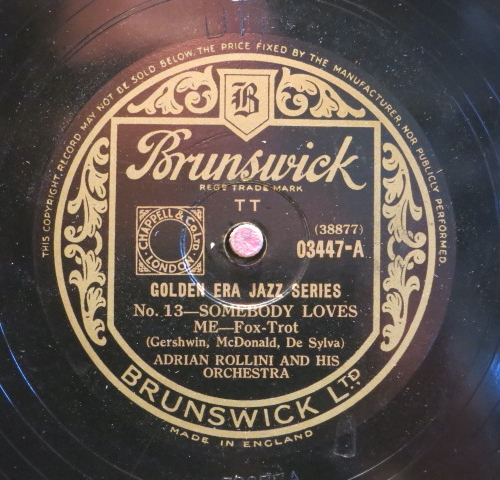 THIS COPYRIGHT RECORD MAY NOT BE SOLD BELOW THE PRICE FIXED BY THE MANUFACTURER, NOR PUBLICLY PERFORMED.
B
Brunswick
REGD TRADE MARK
TT
CHAPPELL & CO LTD
LONDON
(38877)
03447-A
GOLDEN ERA JAZZ SERIES
No. 13—SOMEBODY LOVES
ME—Fox-Trot
(Gershwin, McDonald, De Sylva)
ADRIAN ROLLINI AND HIS
ORCHESTRA
BRUNSWICK LTD
MADE IN ENGLAND